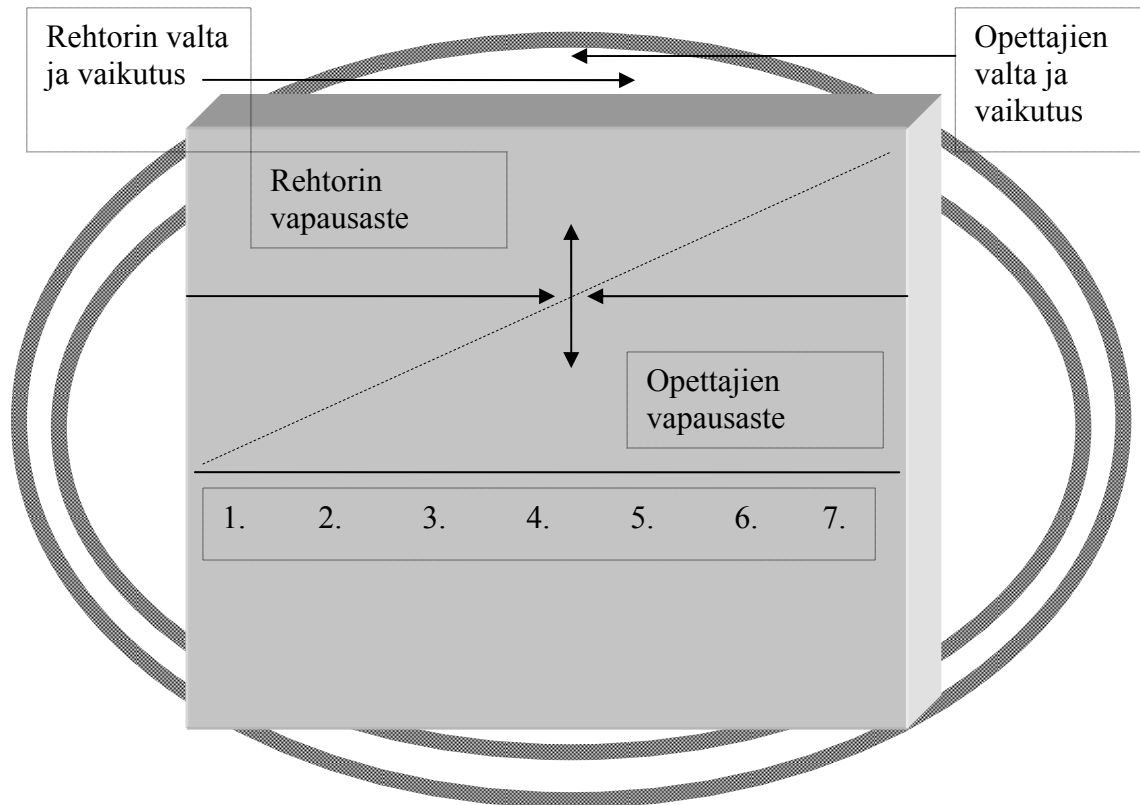 Rehtorin valta
ja vaikutus
Opettajien
valta ja
vaikutus
Rehtorin
vapausaste
Opettajien
vapausaste
1. 2. 3. 4. 5. 6. 7.